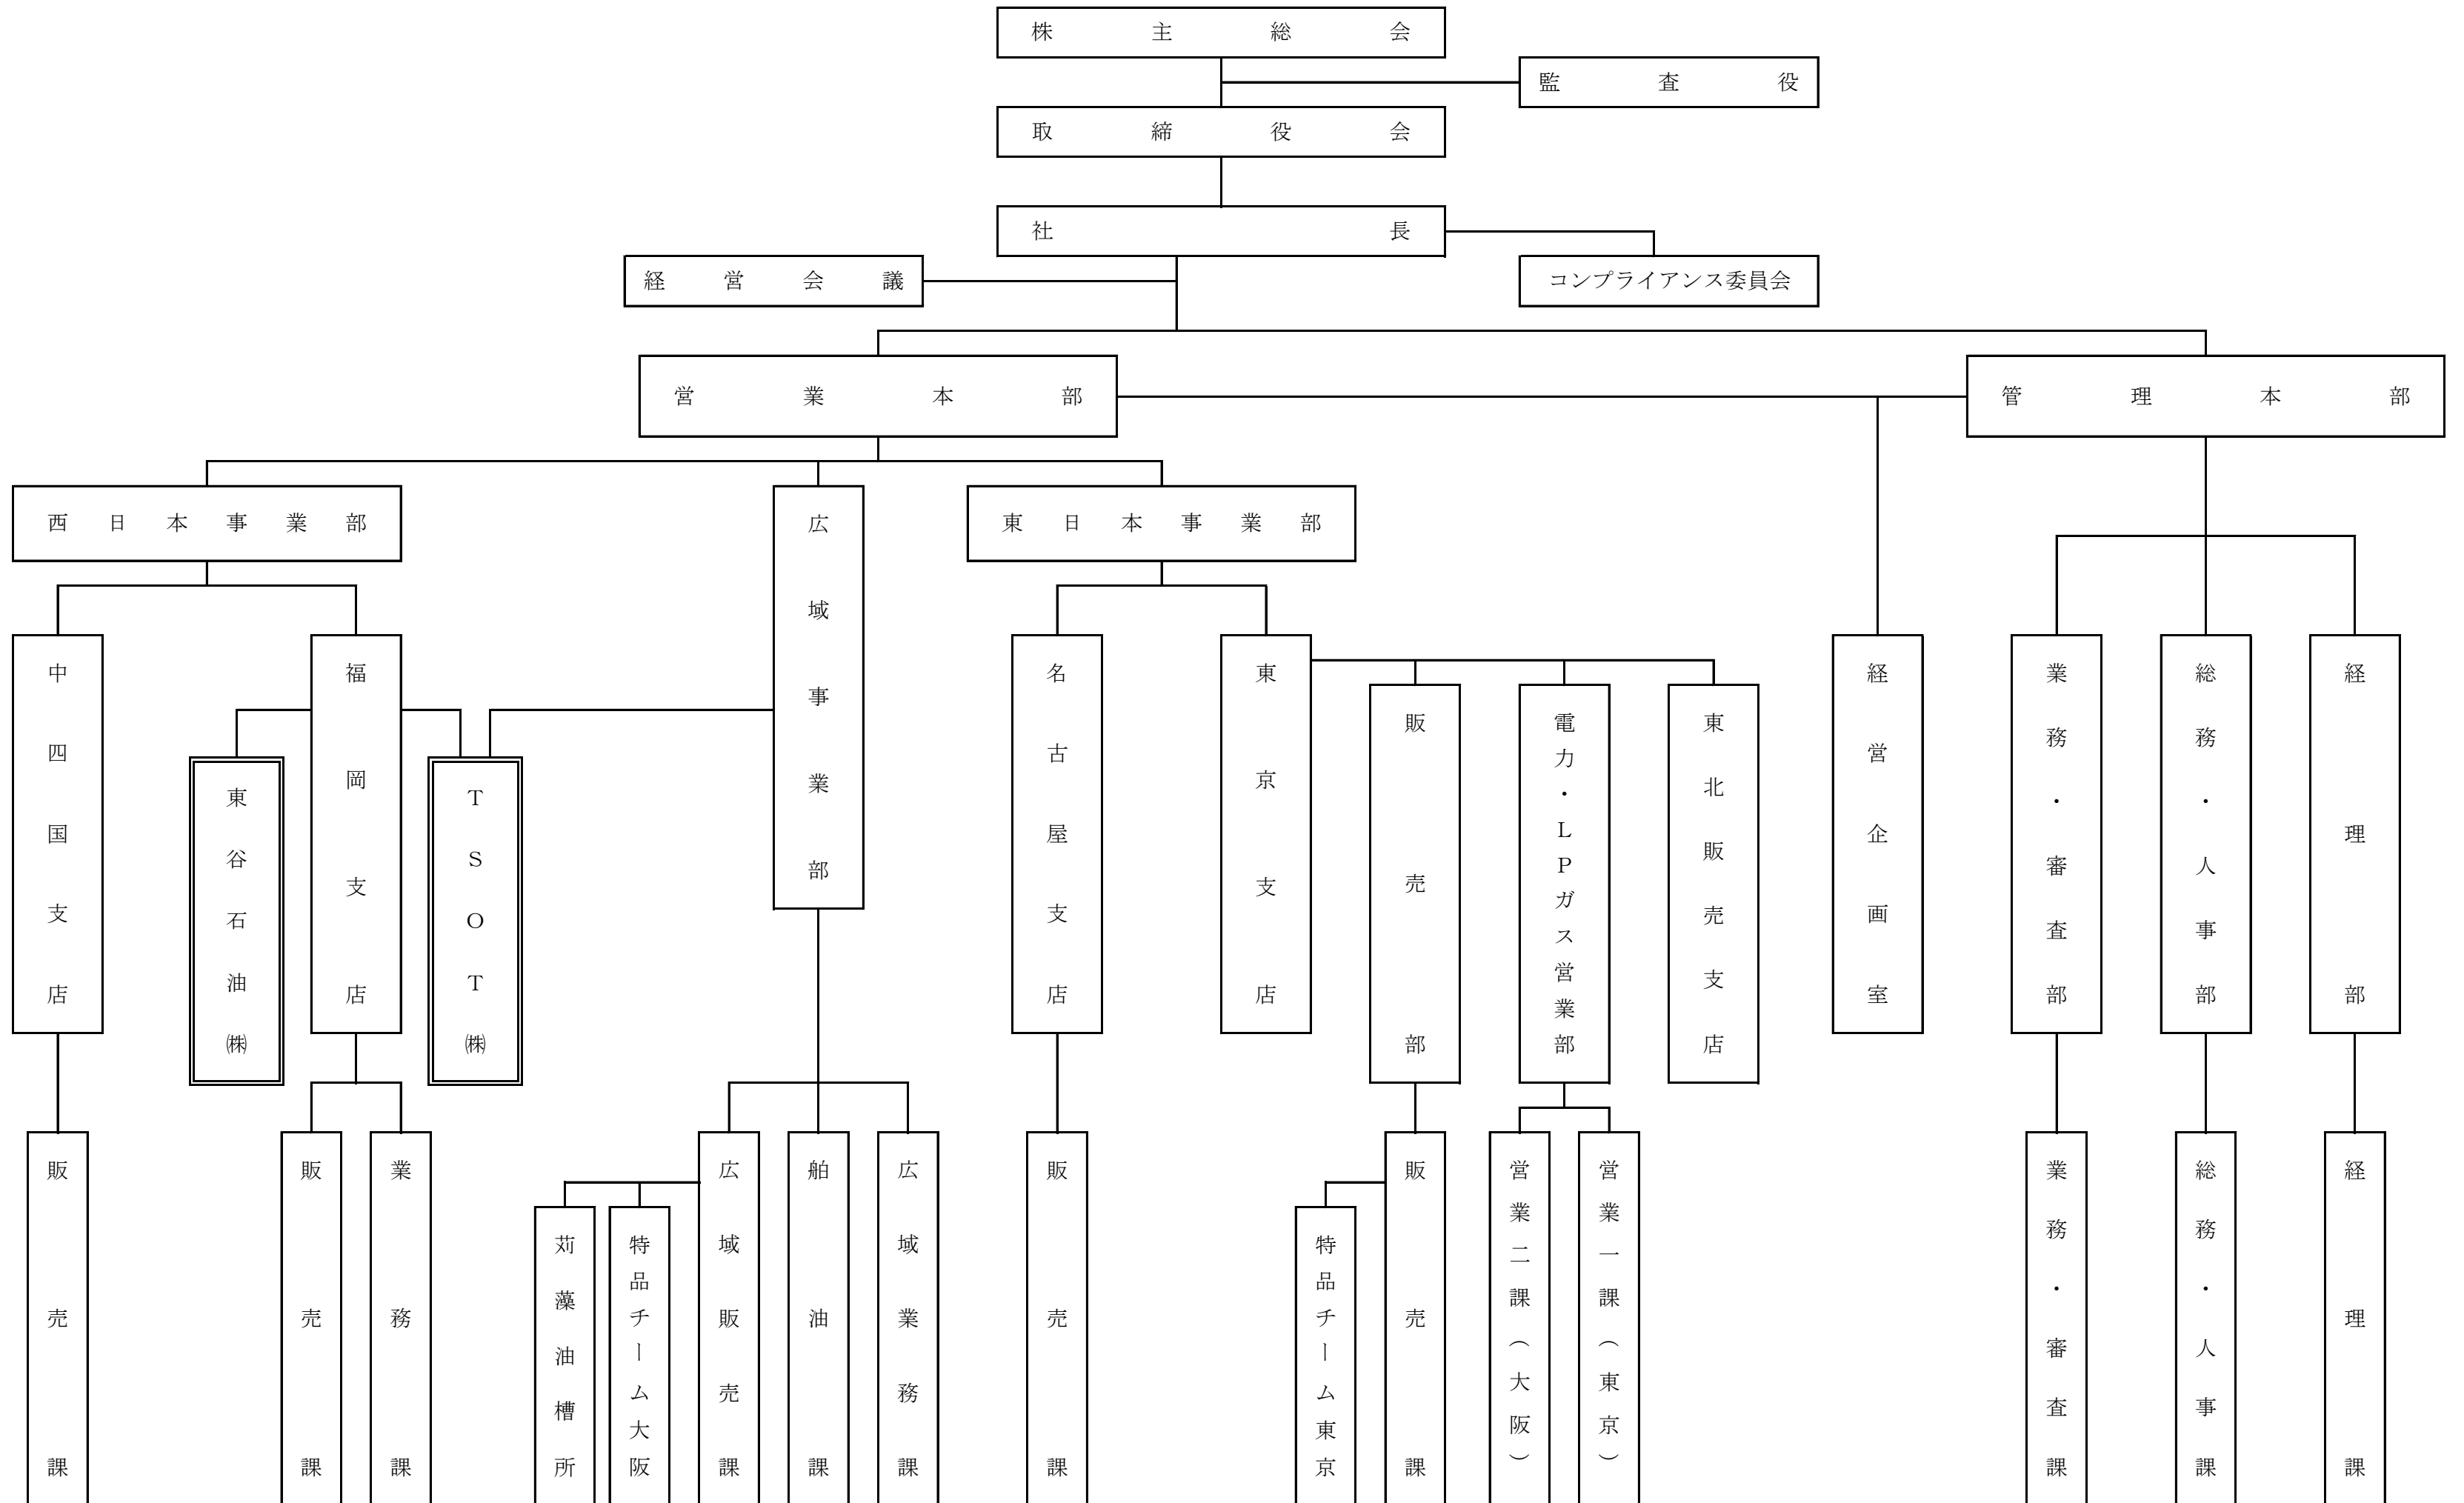 株主総会
監査役
取締役会
社長
経営会議
コンプライアンス委員会
営業本部
管理本部
西日本事業部
広域事業部
東日本事業部
中四国支店
福岡支店
名古屋支店
東京支店
経営企画室
業務・審査部
総務・人事部
経理部
販売部
電力・LPガス営業部
東北販売支店
東谷石油㈱
TSOT㈱
販売課
販売課
業務課
広域販売課
舶油課
広域業務課
販売課
販売課
営業二課(大阪)
営業一課(東京)
業務・審査課
総務・人事課
経理課
苅藻油槽所
特品チーム大阪
特品チーム東京